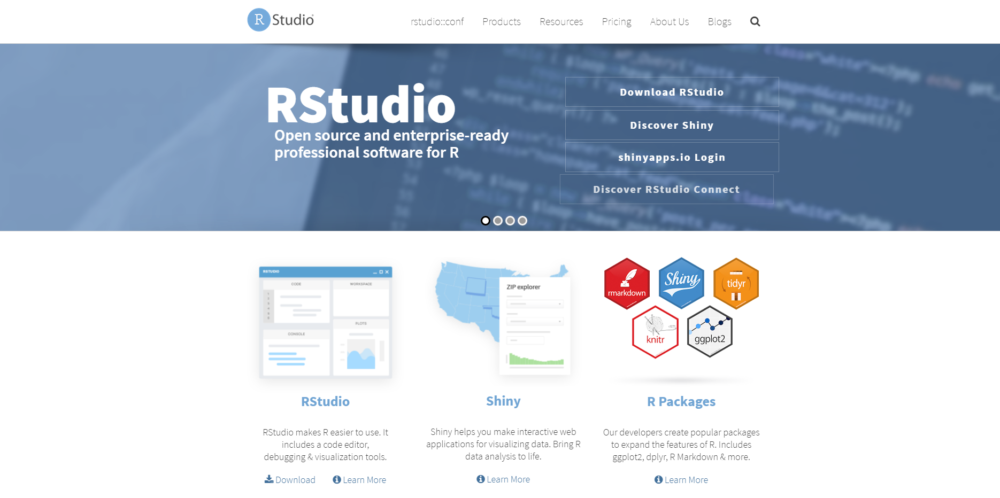 R Studio®
rstudio::conf
Products
Resources
Pricing
About Us
Blogs
RStudio
Open source and enterprise-ready
professional software for R
Download RStudio
Discover Shiny
shinyapps.io Login
Discover RStudio Connect
RSTUDIO
CODE
WORKSPACE
PLOTS
CONSOLE
ZIP explorer
rmarkdown
Shiny
tidyr
knitr
ggplot2
RStudio
RStudio makes R easier to use. It
includes a code editor,
debugging & visualization tools.
Download
Learn More
Shiny
Shiny helps you make interactive web
applications for visualizing data. Bring R
data analysis to life.
Learn More
R Packages
Our developers create popular packages
to expand the features of R. Includes
ggplot2, dplyr, R Markdown & more.
Learn More